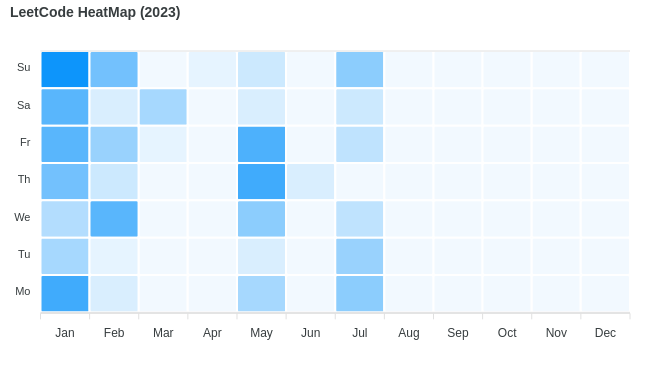 LeetCode HeatMap (2023)
Su
Sa
Fr
Th
We
Tu
Mo
Jan Feb Mar Apr May Jun Jul Aug Sep Oct Nov Dec